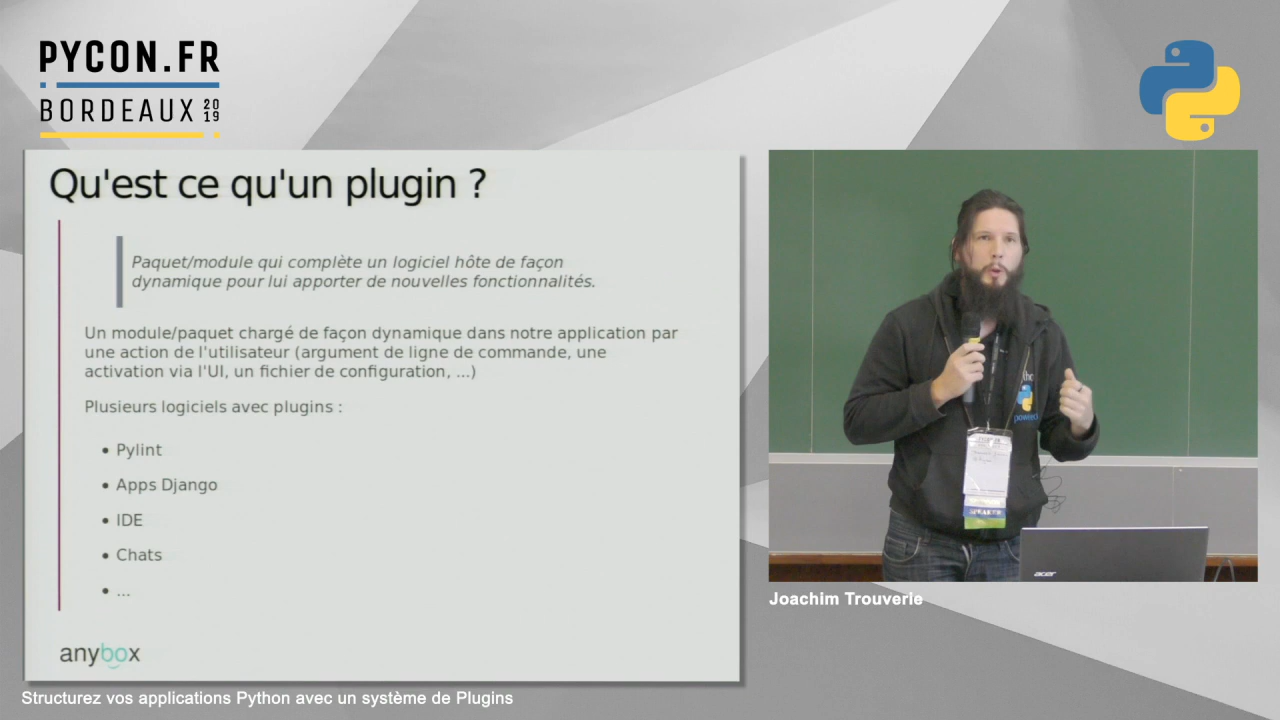 PYCON.FR
BORDEAUX 2019
Qu'est ce qu'un plugin ?
Paquet/module qui complète un logiciel hôte de façon
dynamique pour lui apporter de nouvelles fonctionnalités.
Un module/paquet chargé de façon dynamique dans notre application par
une action de l'utilisateur (argument de ligne de commande, une
activation via l'UI, un fichier de configuration, ...)
Plusieurs logiciels avec plugins :
• Pylint
• Apps Django
• IDE
• Chats
• ...
anybox
powered
SPEAKER
acer
Joachim Trouverie
Structurez vos applications Python avec un système de Plugins